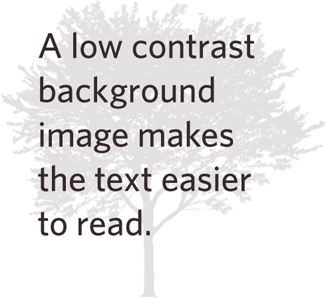 A low contrast
background
image makes
the text easier
to read.